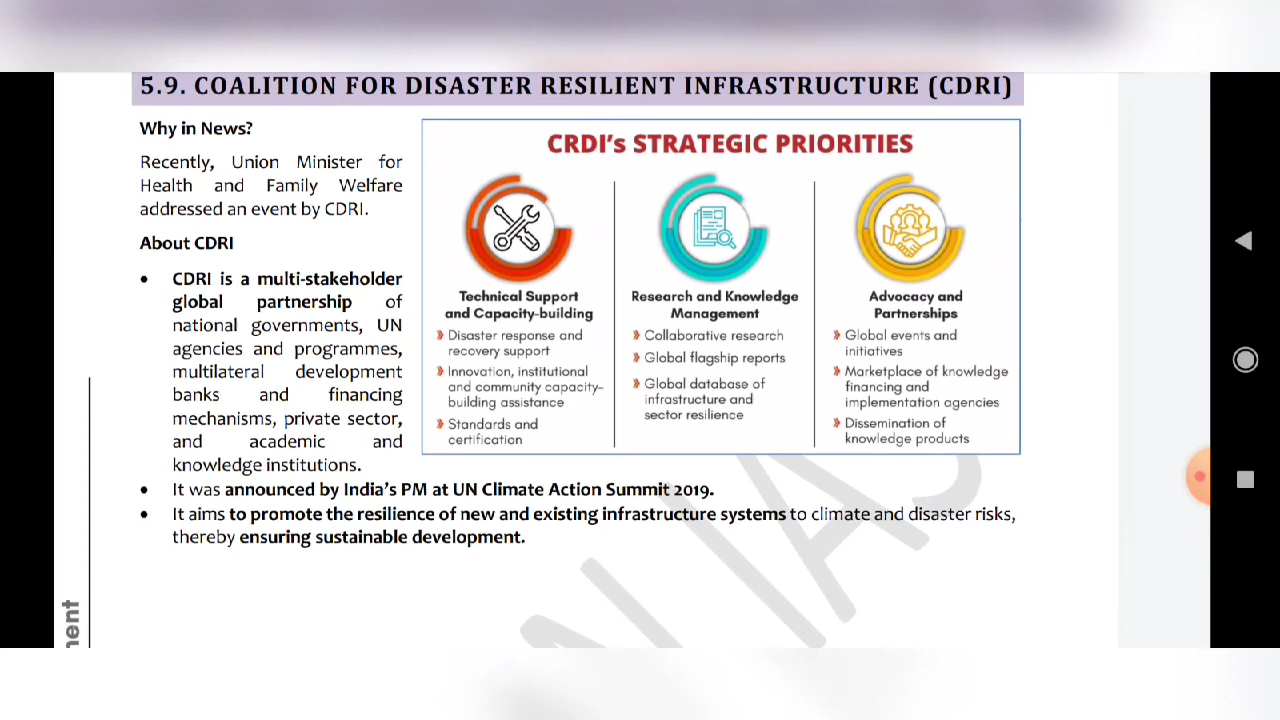 5.9. COALITION FOR DISASTER RESILIENT INFRASTRUCTURE (CDRI)
Why in News?
Recently, Union Minister for
Health and Family Welfare
addressed an event by CDRI.
About CDRI
• CDRI is a multi-stakeholder
global partnership of
national governments, UN
agencies and programmes,
multilateral development
banks and financing
mechanisms, private sector,
and academic and
knowledge institutions.
CRDI's STRATEGIC PRIORITIES
Technical Support
and Capacity-building
» Disaster response and
recovery support
» Innovation, institutional
and community capacity-
building assistance
» Standards and
certification
Research and Knowledge
Management
» Collaborative research
» Global flagship reports
» Global database of
infrastructure and
sector resilience
Advocacy and
Partnerships
» Global events and
initiatives
» Marketplace of knowledge
financing and
implementation agencies
» Dissemination of
knowledge products
• It was announced by India's PM at UN Climate Action Summit 2019.
• It aims to promote the resilience of new and existing infrastructure systems to climate and disaster risks,
thereby ensuring sustainable development.
IAS